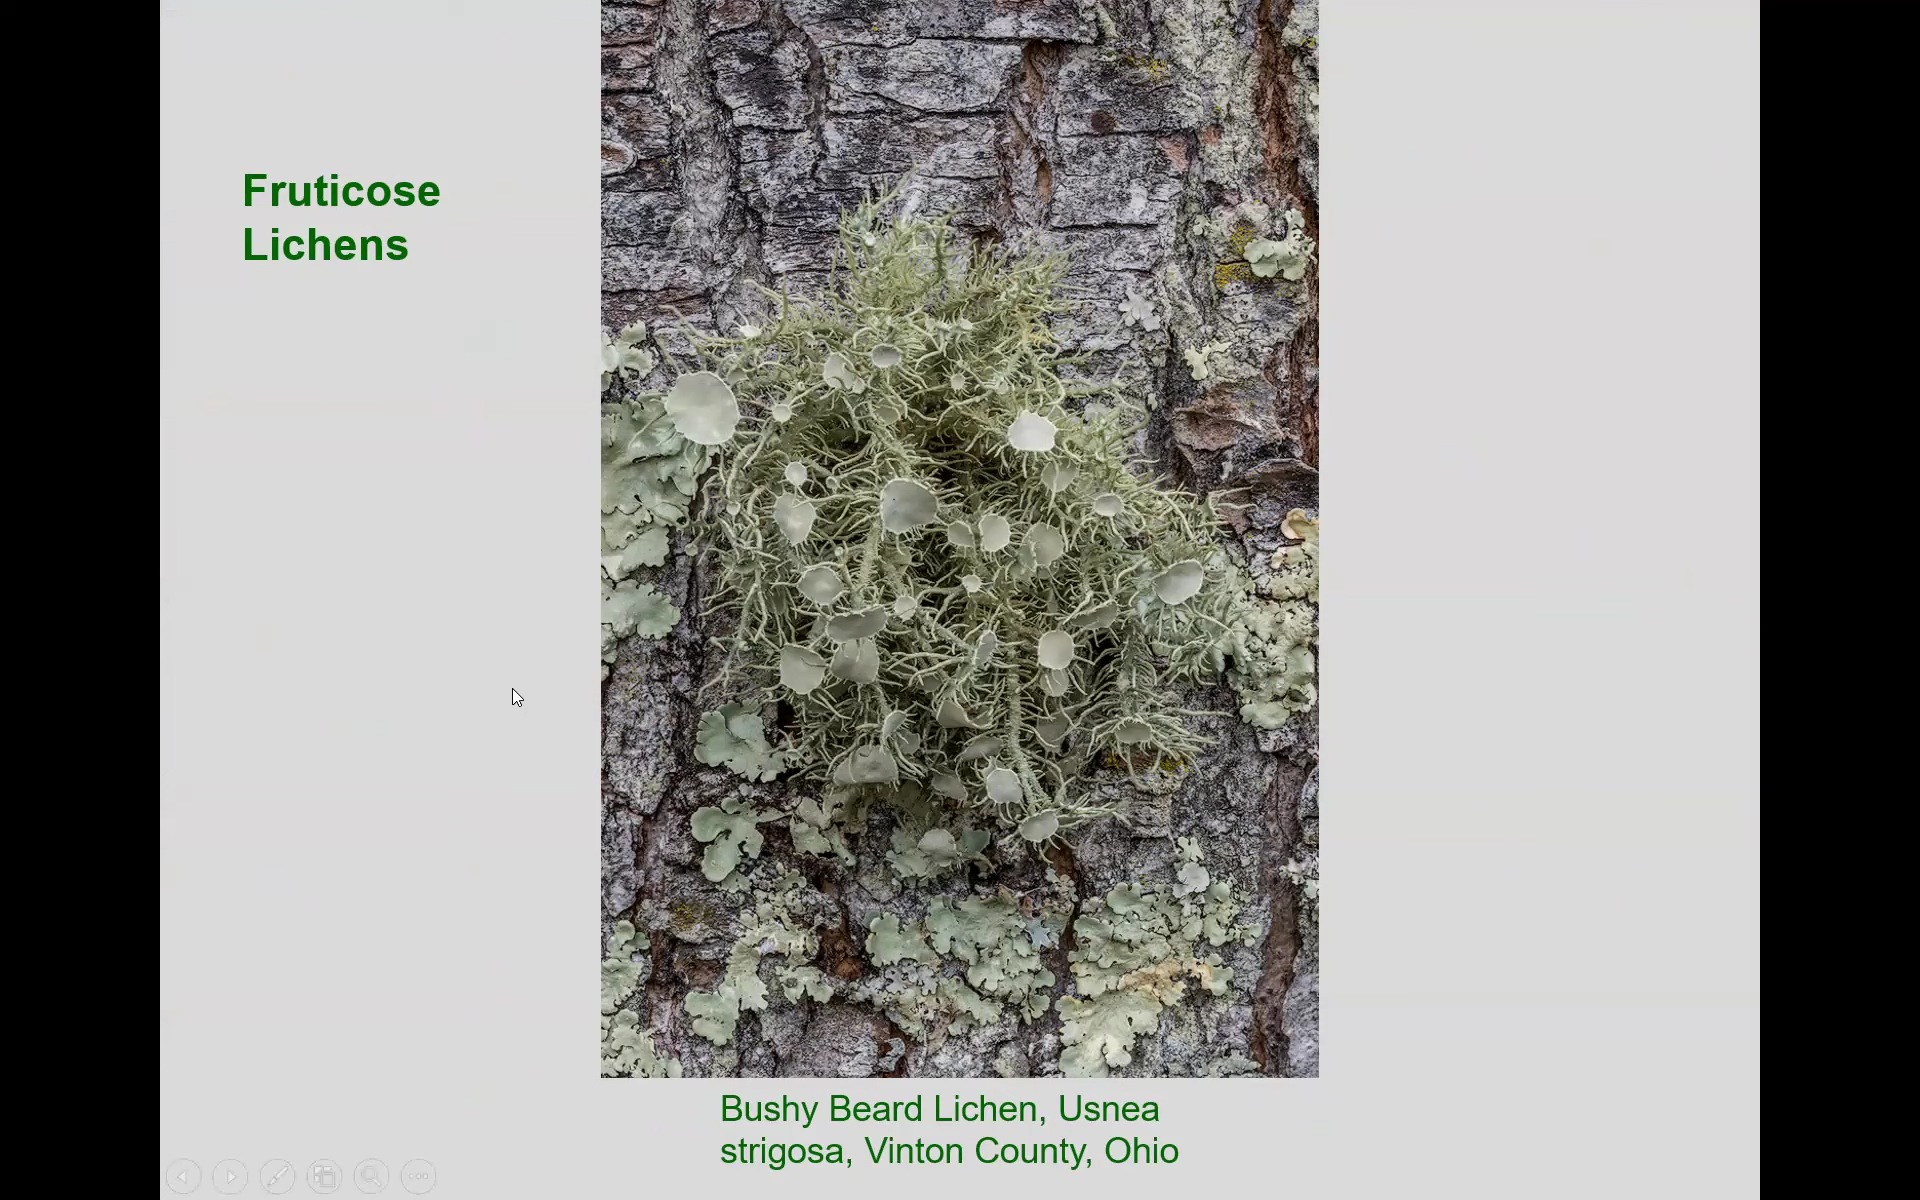 Fruticose
Lichens
Bushy Beard Lichen, Usnea
strigosa, Vinton County, Ohio